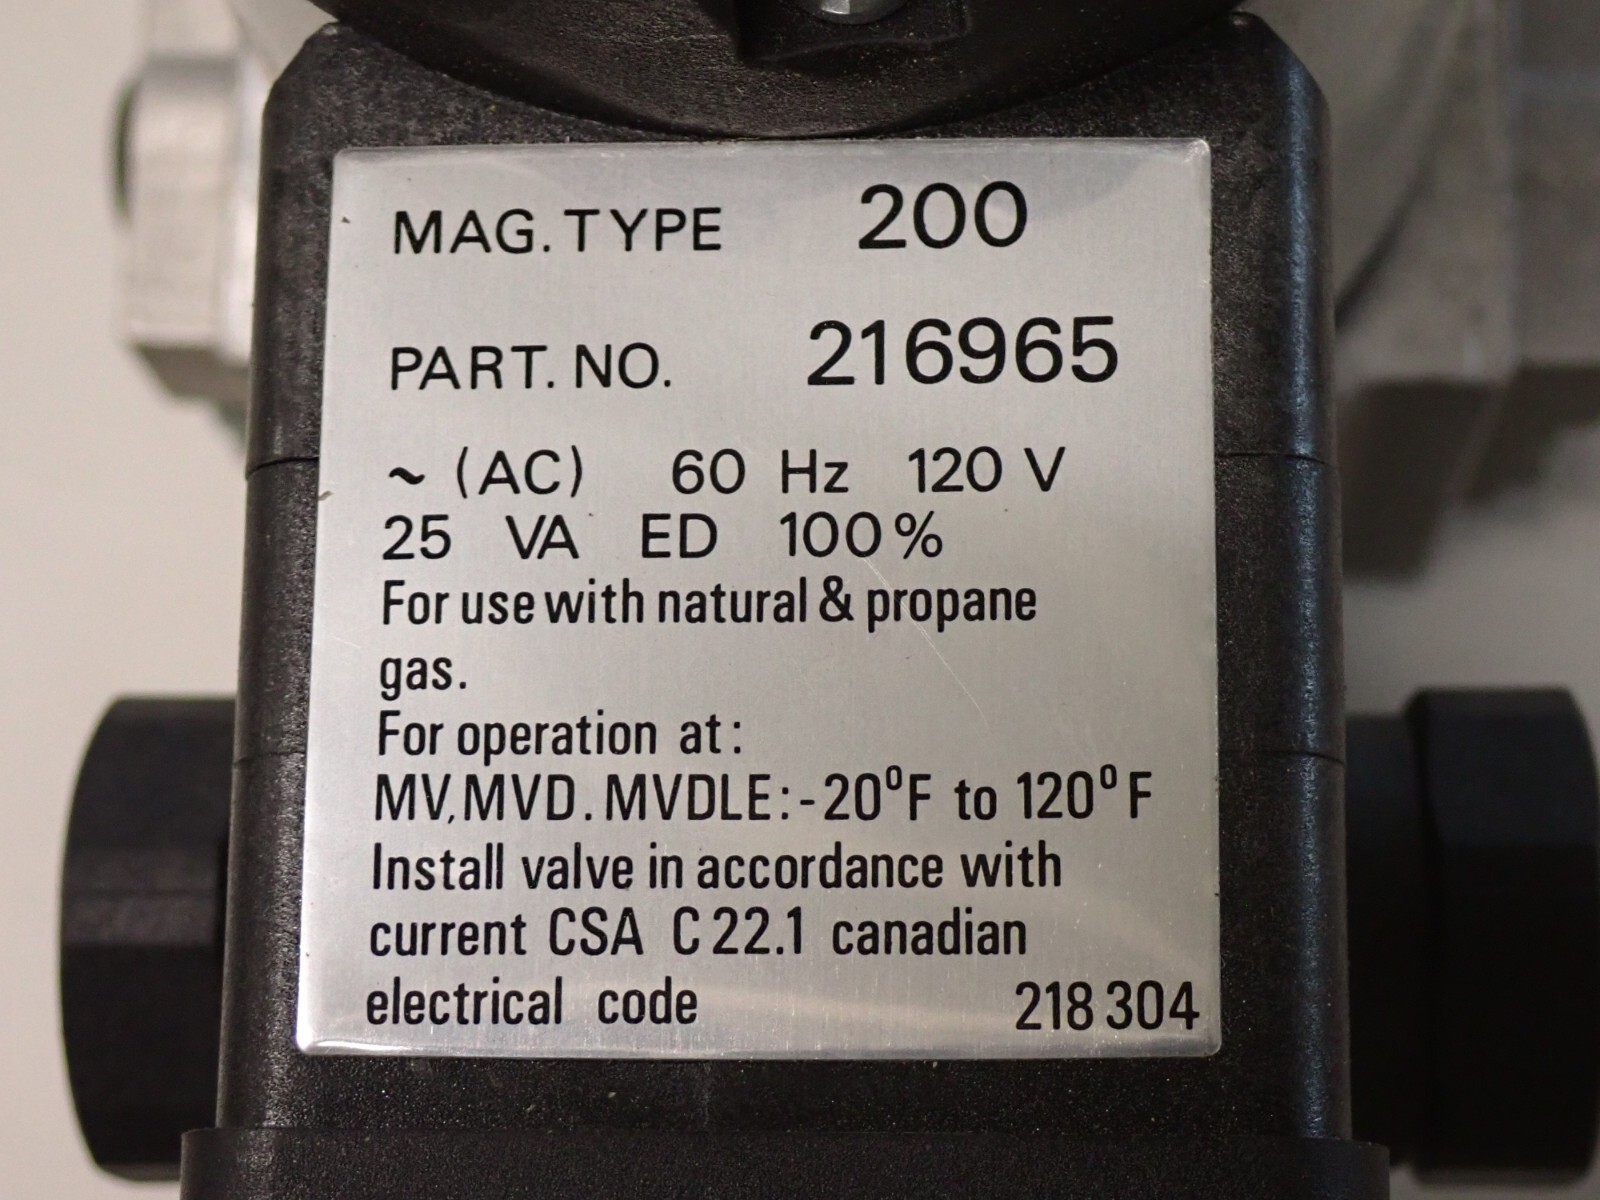 MAG. TYPE 200
PART. NO. 216965
~ (AC) 60 Hz 120 V
25 VA ED 100%
For use with natural & propane
gas.
For operation at:
MV,MVD. MVDLE:-20°F to 120°F
Install valve in accordance with
current CSA C22.1 canadian
electrical code 218 304